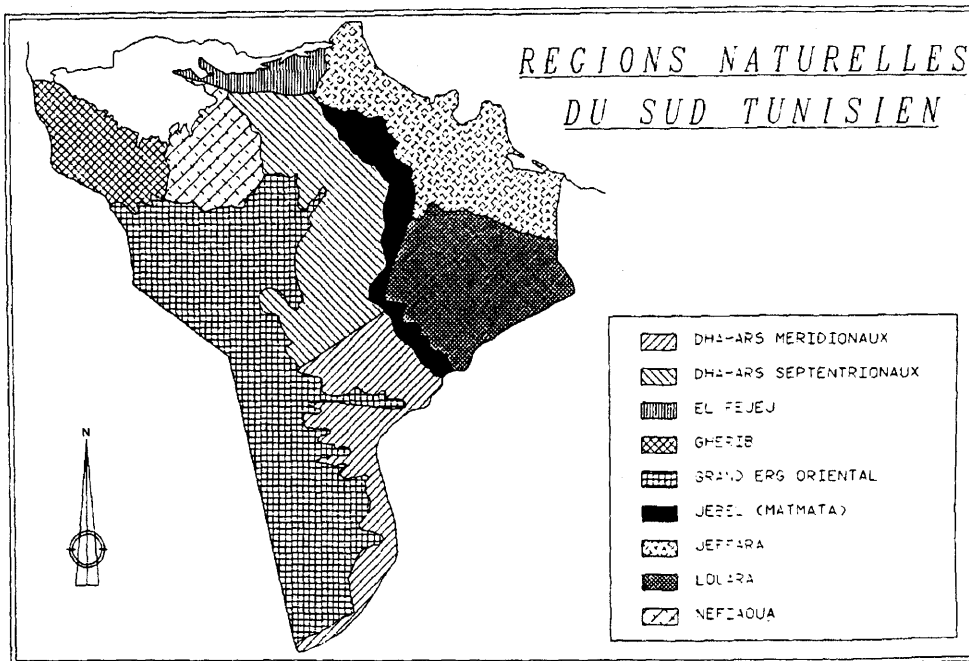 REGIONS NATURELLES
DU SUD TUNISIEN
N
DHAHARS MERIDIONAUX
DHAHARS SEPTENTRIONAUX
EL FEJEJ
GHERIB
GRAND ERG ORIENTAL
JEBEL (MATMATA)
JEFFARA
LOUARA
NEFZAOUA